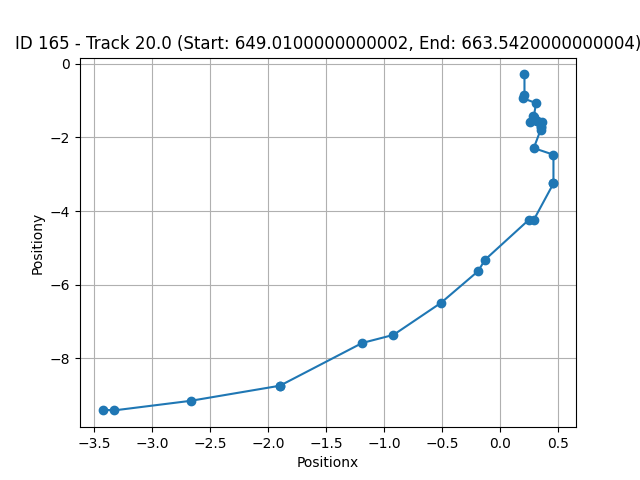 ID 165 - Track 20.0 (Start: 649.0100000000002, End: 663.5420000000004)
0
−2
−4
−6
−8
Positiony
−3.5 −3.0 −2.5 −2.0 −1.5 −1.0 −0.5 0.0 0.5
Positionx